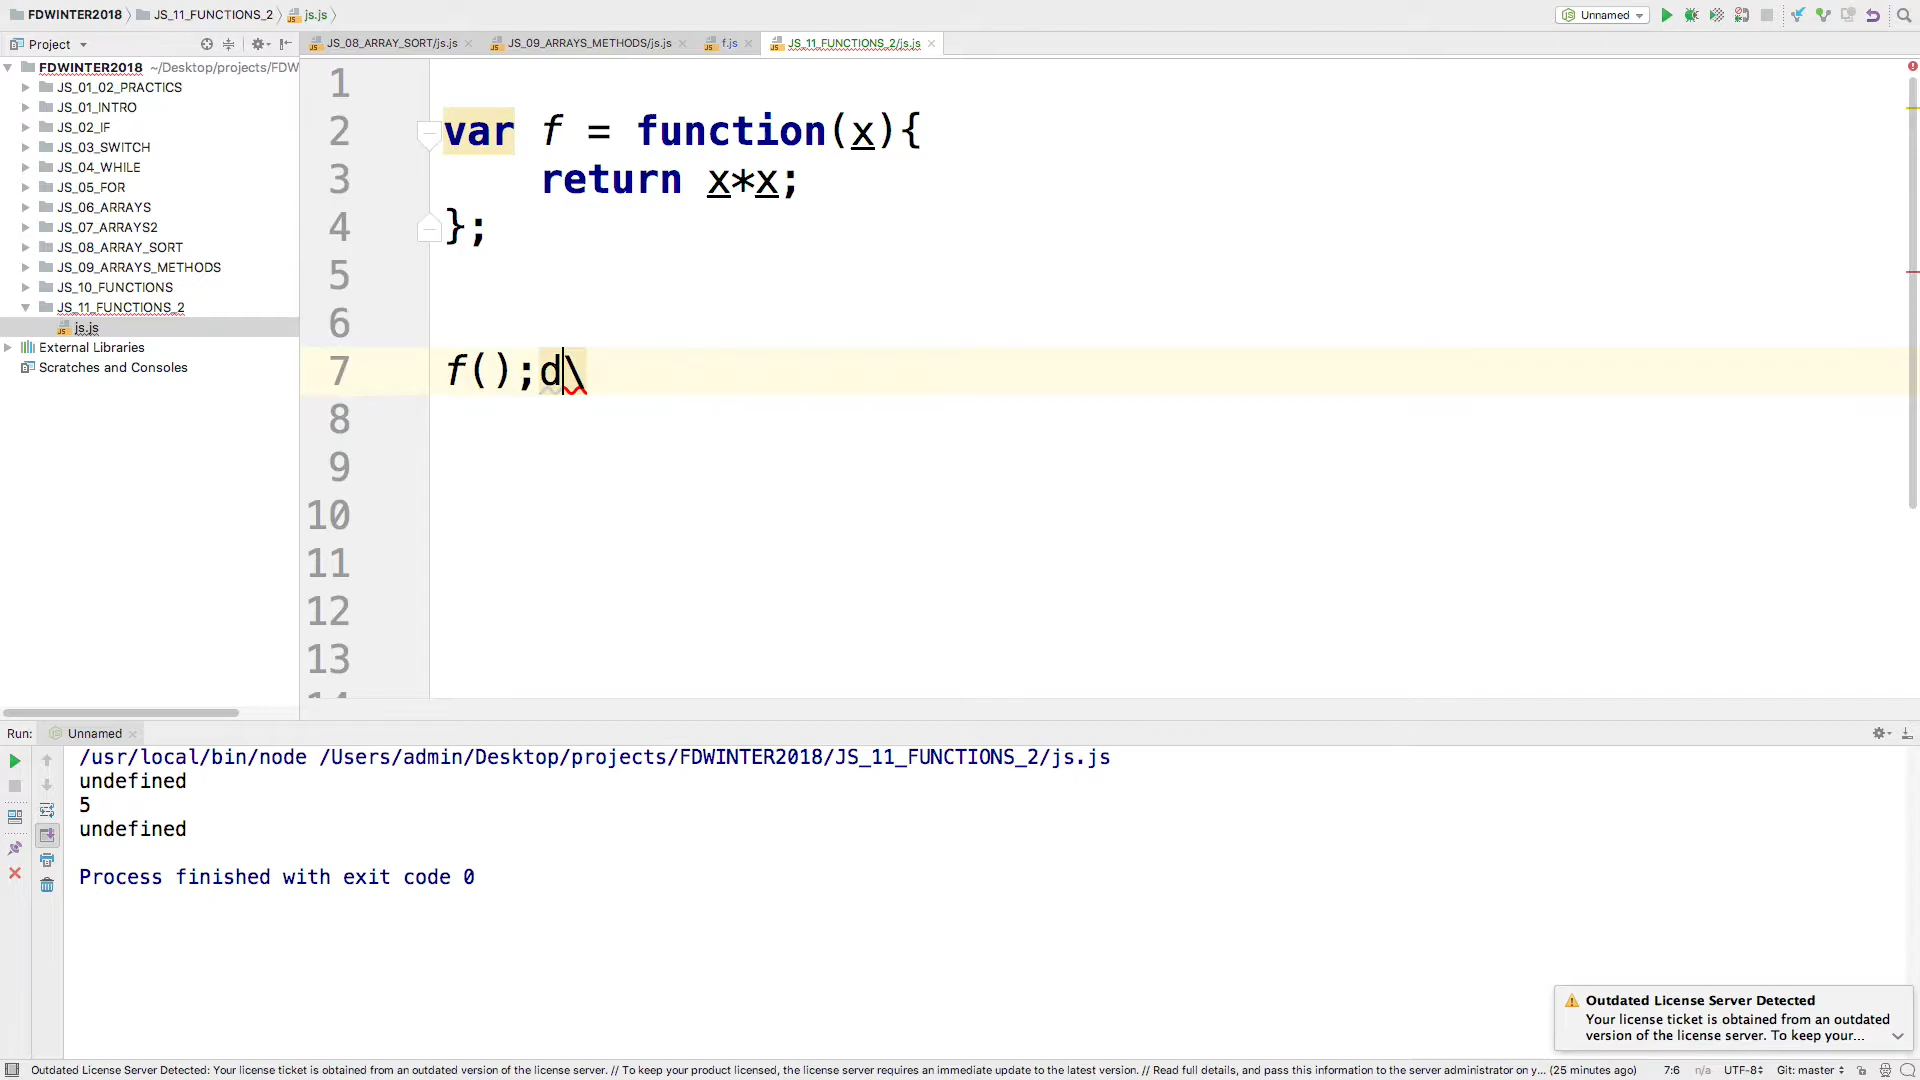 FDWINTER2018 JS_11_FUNCTIONS_2 js.js Unnamed
Project JS_08_ARRAY_SORT/js.js JS_09_ARRAYS_METHODS/js.js f.js JS_11_FUNCTIONS_2/js.js
FDWINTER2018 ~/Desktop/projects/FDW
JS_01_02_PRACTICS
JS_01_INTRO
JS_02_IF
JS_03_SWITCH
JS_04_WHILE
JS_05_FOR
JS_06_ARRAYS
JS_07_ARRAYS2
JS_08_ARRAY_SORT
JS_09_ARRAYS_METHODS
JS_10_FUNCTIONS
JS_11_FUNCTIONS_2
js.js
External Libraries
Scratches and Consoles
1
2 var f = function(x){
3 return x*x;
4 };
5
6
7 f();d\
8
9
10
11
12
13
Run: Unnamed
/usr/local/bin/node /Users/admin/Desktop/projects/FDWINTER2018/JS_11_FUNCTIONS_2/js.js
undefined
5
undefined
Process finished with exit code 0
Outdated License Server Detected
Your license ticket is obtained from an outdated
version of the license server. To keep your...
Outdated License Server Detected: Your license ticket is obtained from an outdated version of the license server. // To keep your product licensed, the license server requires an immediate update to the latest version. // Read full details, and pass this information to the server administrator on y... (25 minutes ago) 7:6 n/a UTF-8 Git: master